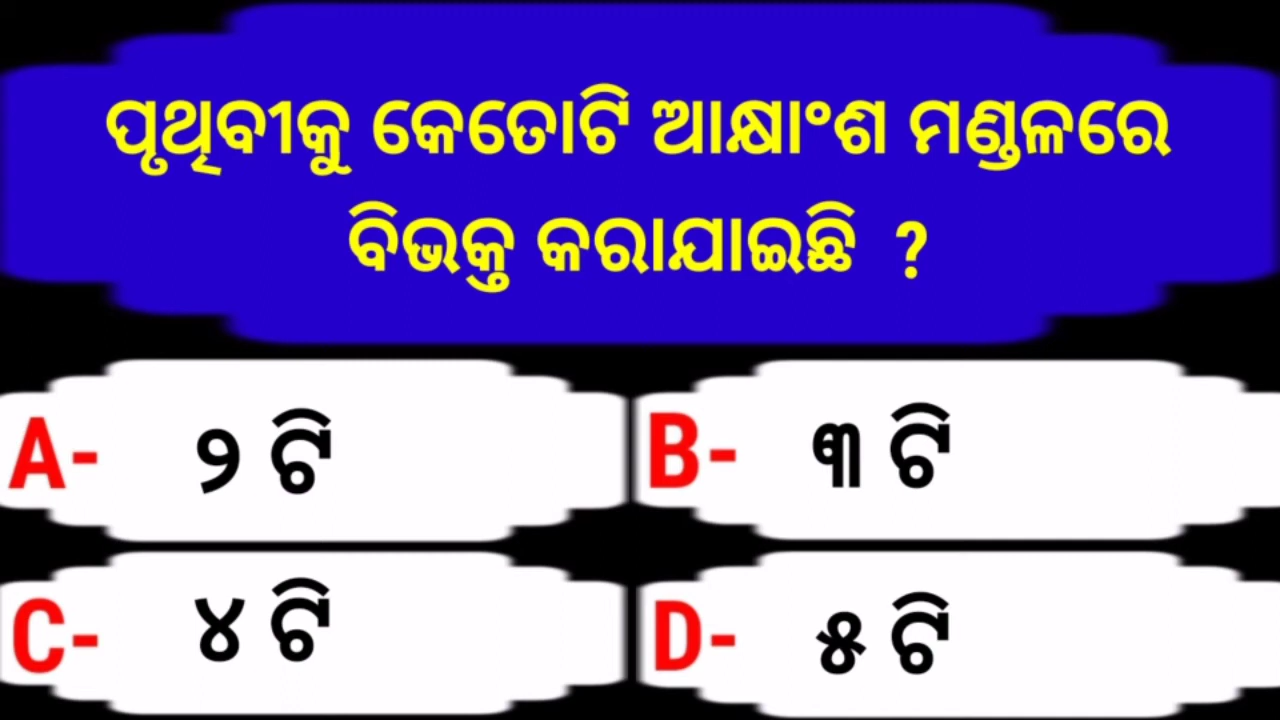 ପୃଥିବୀକୁ କେତୋଟି ଆକ୍ଷାଂଶ ମଣ୍ଡଳରେ
ବିଭକ୍ତ କରାଯାଇଛି ?
A- ୨ ଟି
B- ୩ ଟି
C- ୪ ଟି
D- ୫ ଟି